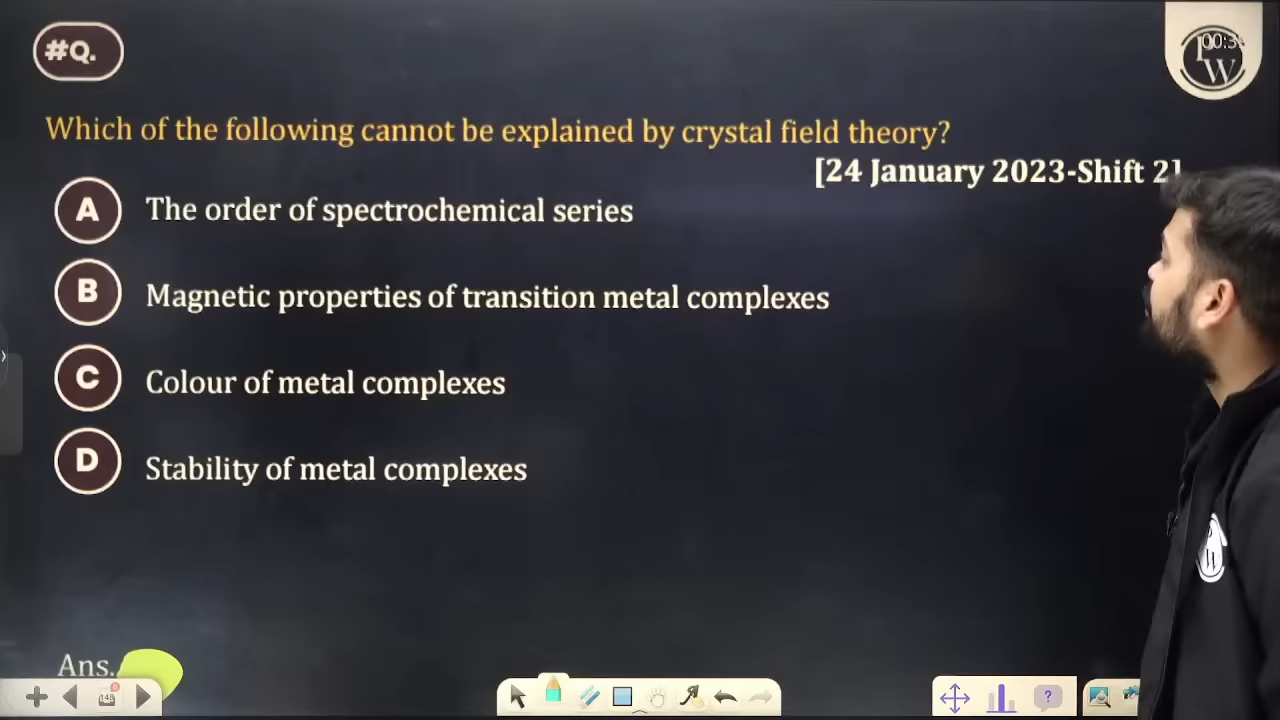 #Q.
Which of the following cannot be explained by crystal field theory?
[24 January 2023-Shift 2]
A The order of spectrochemical series
B Magnetic properties of transition metal complexes
C Colour of metal complexes
D Stability of metal complexes
Ans.